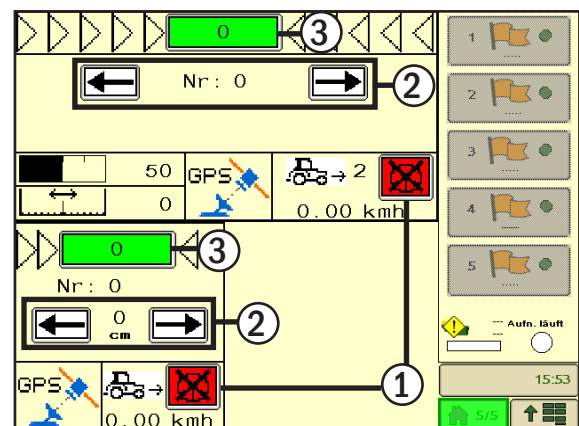 0
3
Nr: 0
2
50
0
GPS
2
0.00 kmh
0
3
Nr: 0
0
cm
2
GPS
0.00 kmh
1
1
.....
2
.....
3
.....
4
.....
5
.....
Aufn. läuft
15:53
5/5